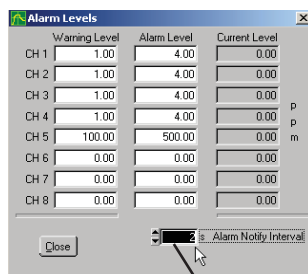 Alarm Levels
Warning Level Alarm Level Current Level
CH 1 1.00 4.00 0.00
CH 2 1.00 4.00 0.00
CH 3 1.00 4.00 0.00
CH 4 1.00 4.00 0.00
CH 5 100.00 500.00 0.00
CH 6 0.00 0.00 0.00
CH 7 0.00 0.00 0.00
CH 8 0.00 0.00 0.00
p
p
m
Close
2 s Alarm Notify Interval